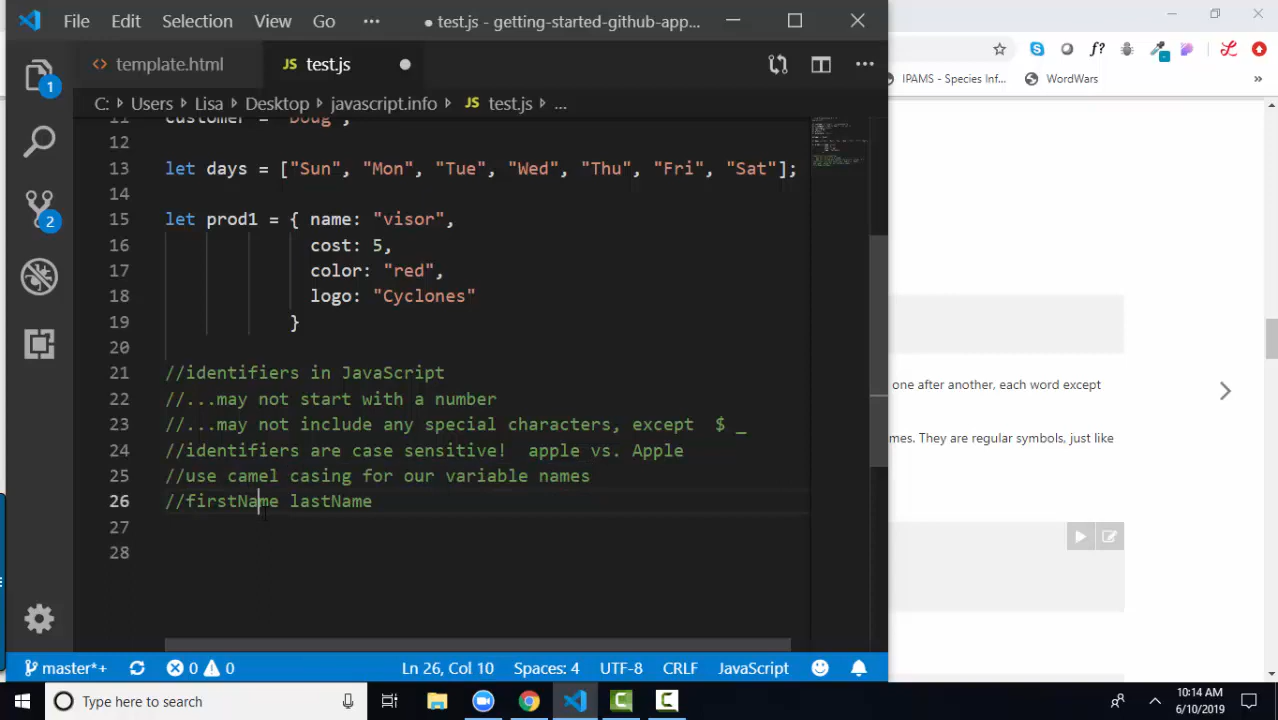 File Edit Selection View Go ••• ● test.js - getting-started-github-app...
<> template.html JS test.js ●
C: Users Lisa Desktop javascript.info JS test.js ...
IPAMS - Species Inf... WordWars »
11 customer = "Doug",
12
13 let days = ["Sun", "Mon", "Tue", "Wed", "Thu", "Fri", "Sat"];
14
15 let prod1 = { name: "visor",
16 cost: 5,
17 color: "red",
18 logo: "Cyclones"
19 }
20
21 //identifiers in JavaScript
22 //...may not start with a number
23 //...may not include any special characters, except $ _
24 //identifiers are case sensitive! apple vs. Apple
25 //use camel casing for our variable names
26 //firstName lastName
27
28
1
2
one after another, each word except
mes. They are regular symbols, just like
master*+ 0 0 Ln 26, Col 10 Spaces: 4 UTF-8 CRLF JavaScript
Type here to search
10:14 AM
6/10/2019